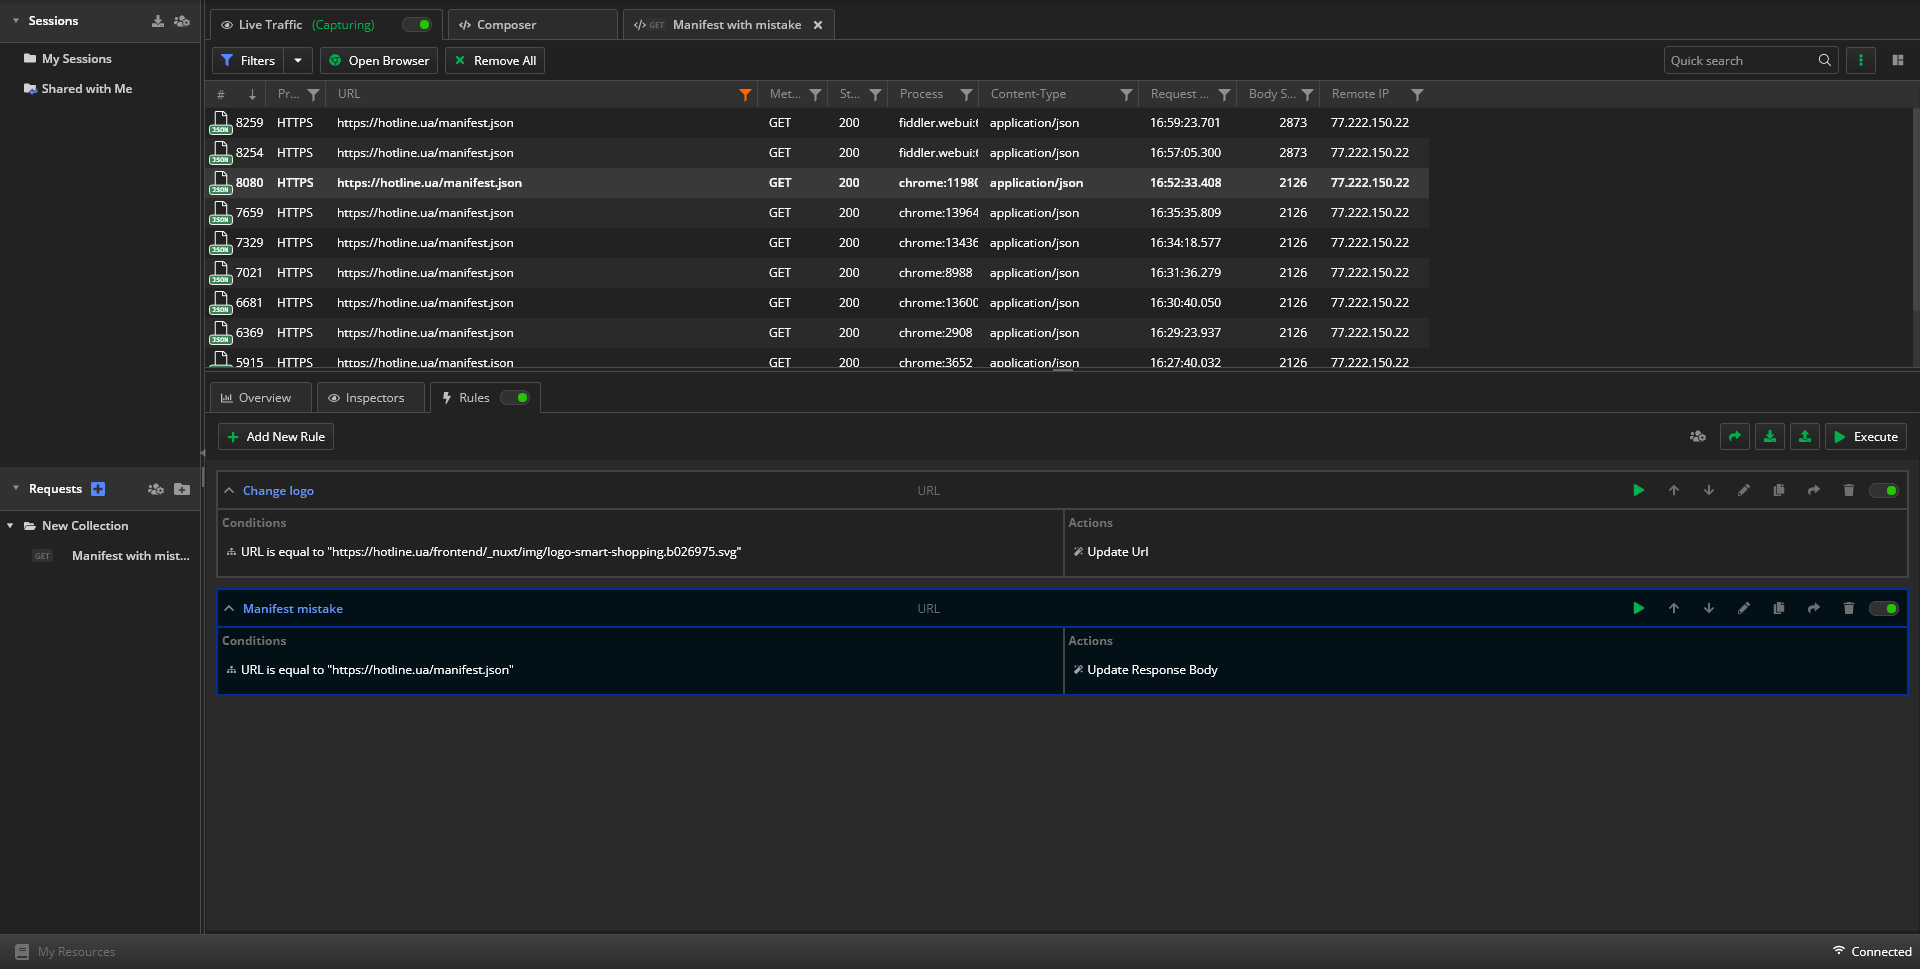 Sessions
My Sessions
Shared with Me
Requests
New Collection
GET Manifest with mist...
Live Traffic (Capturing)
Composer
GET Manifest with mistake
Filters
Open Browser
Remove All
Quick search
# Pr... URL Met... St... Process Content-Type Request ... Body S... Remote IP
JSON 8259 HTTPS https://hotline.ua/manifest.json GET 200 fiddler.webui:( application/json 16:59:23.701 2873 77.222.150.22
JSON 8254 HTTPS https://hotline.ua/manifest.json GET 200 fiddler.webui:( application/json 16:57:05.300 2873 77.222.150.22
JSON 8080 HTTPS https://hotline.ua/manifest.json GET 200 chrome:11980 application/json 16:52:33.408 2126 77.222.150.22
JSON 7659 HTTPS https://hotline.ua/manifest.json GET 200 chrome:13964 application/json 16:35:35.809 2126 77.222.150.22
JSON 7329 HTTPS https://hotline.ua/manifest.json GET 200 chrome:13436 application/json 16:34:18.577 2126 77.222.150.22
JSON 7021 HTTPS https://hotline.ua/manifest.json GET 200 chrome:8988 application/json 16:31:36.279 2126 77.222.150.22
JSON 6681 HTTPS https://hotline.ua/manifest.json GET 200 chrome:13600 application/json 16:30:40.050 2126 77.222.150.22
JSON 6369 HTTPS https://hotline.ua/manifest.json GET 200 chrome:2908 application/json 16:29:23.937 2126 77.222.150.22
5915 HTTPS https://hotline.ua/manifest.json GET 200 chrome:3652 application/json 16:27:40.032 2126 77.222.150.22
Overview
Inspectors
Rules
Add New Rule
Execute
Change logo URL
Conditions Actions
URL is equal to "https://hotline.ua/frontend/_nuxt/img/logo-smart-shopping.b026975.svg" Update Url
Manifest mistake URL
Conditions Actions
URL is equal to "https://hotline.ua/manifest.json" Update Response Body
My Resources
Connected